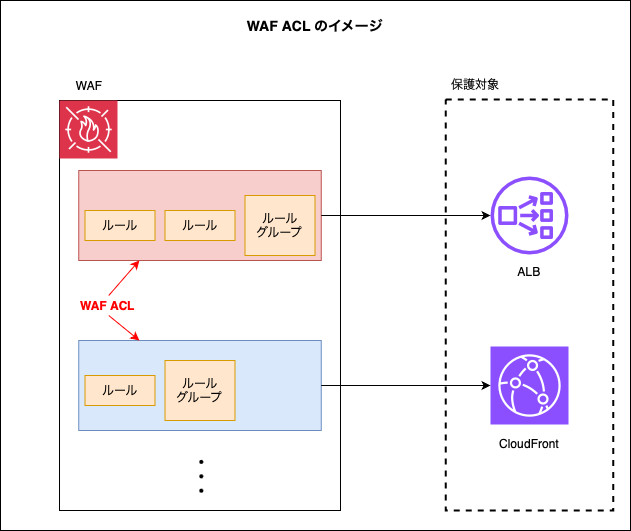 WAF ACL のイメージ
WAF
保護対象
ルール
ルール
ルール
グループ
ALB
WAF ACL
ルール
ルール
グループ
CloudFront